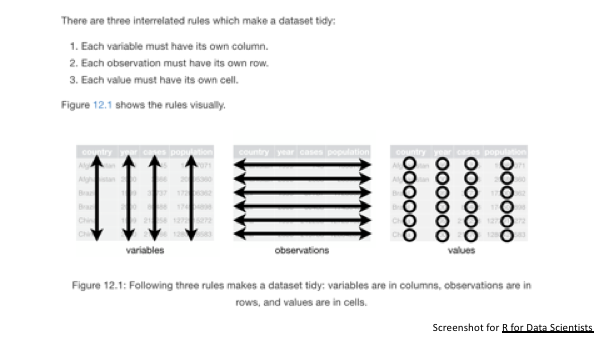 There are three interrelated rules which make a dataset tidy:
1. Each variable must have its own column.
2. Each observation must have its own row.
3. Each value must have its own cell.
Figure 12.1 shows the rules visually.
country year cases population
country year cases population
country year cases population
variables
observations
values
Figure 12.1: Following three rules makes a dataset tidy: variables are in columns, observations are in
rows, and values are in cells.
Screenshot for R for Data Scientists